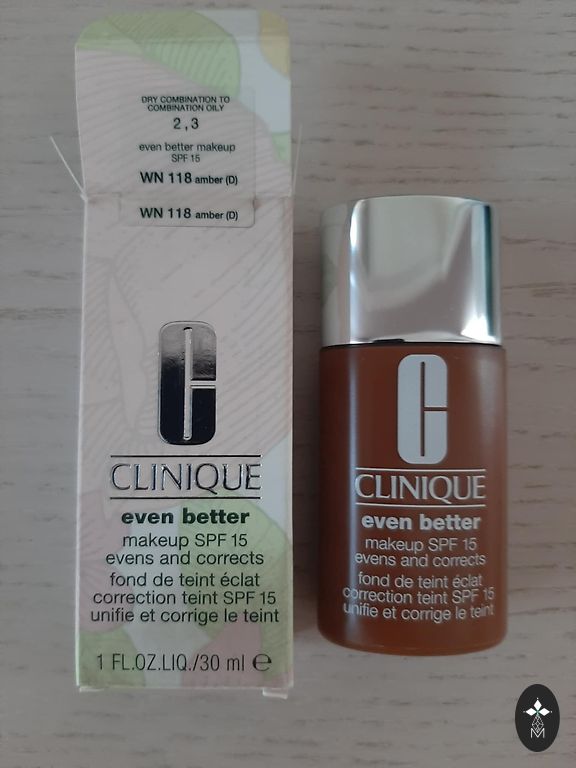 DRY COMBINATION TO
COMBINATION OILY
2,3
even better makeup
SPF 15
WN 118 amber (D)
WN 118 amber (D)
C
CLINIQUE
even better
makeup SPF 15
evens and corrects
fond de teint éclat
correction teint SPF 15
unifie et corrige le teint
1 FL.OZ.LIQ./30 ml ℮
C
CLINIQUE
even better
makeup SPF 15
evens and corrects
fond de teint éclat
correction teint SPF 15
unifie et corrige le teint
M